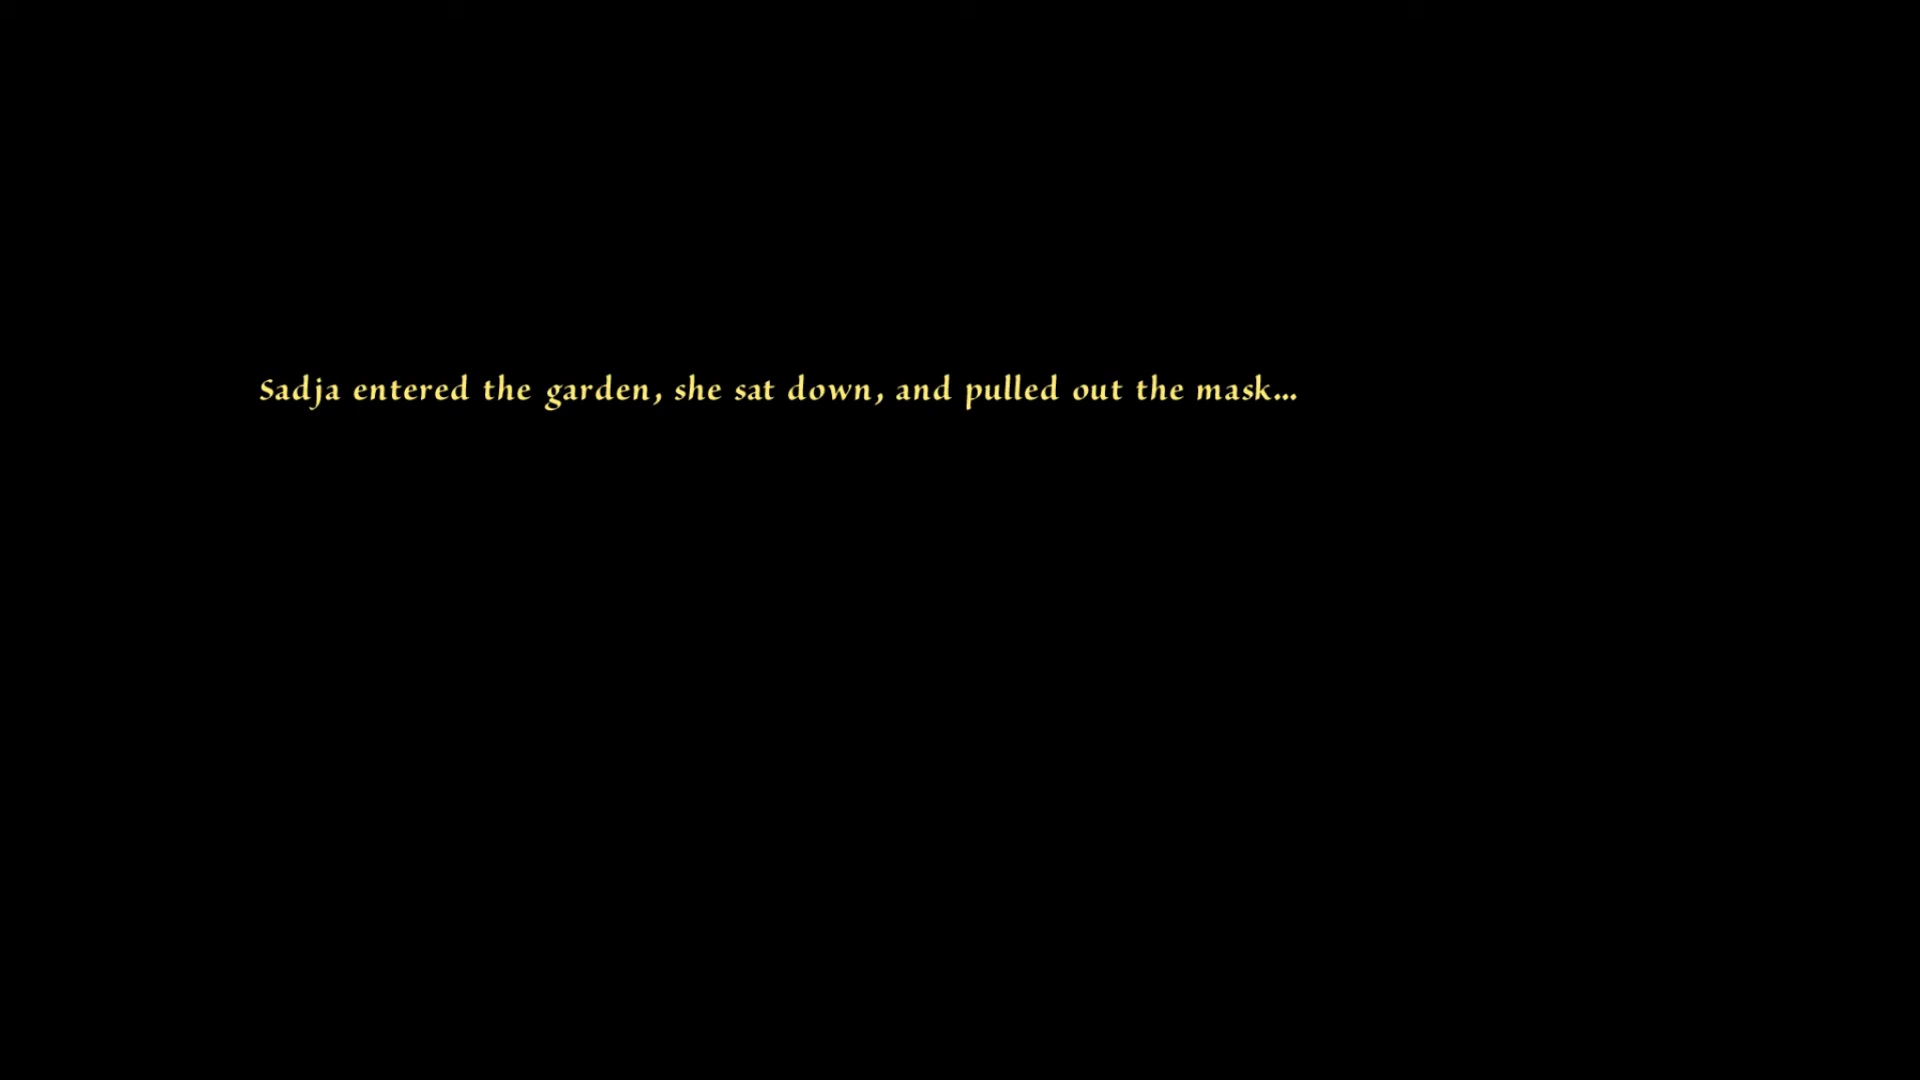 Sadja entered the garden, she sat down, and pulled out the mask...